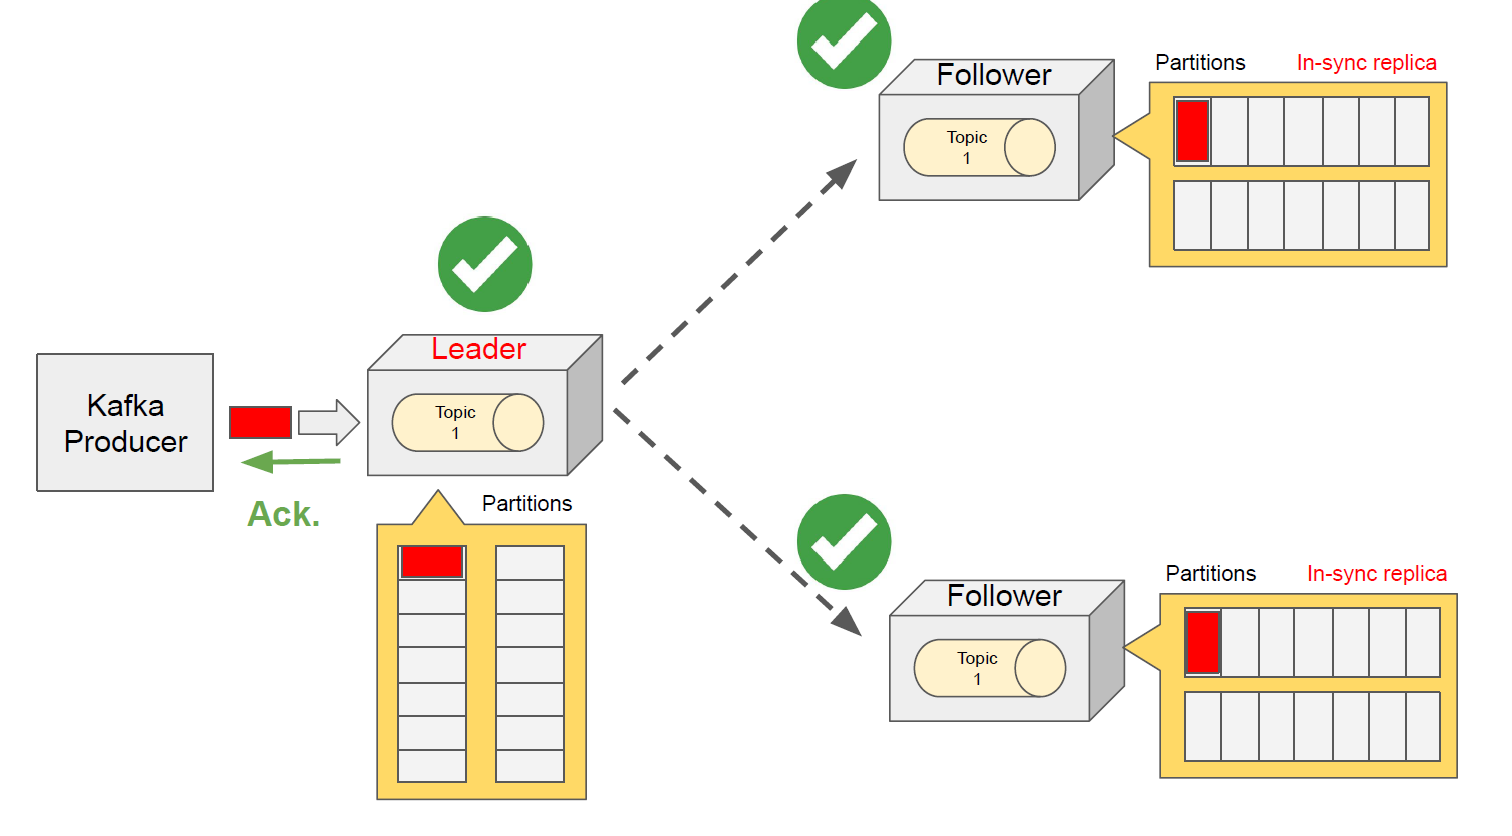 Follower
Topic
1
Partitions
In-sync replica
Leader
Topic
1
Kafka
Producer
Ack.
Partitions
Follower
Topic
1
Partitions
In-sync replica